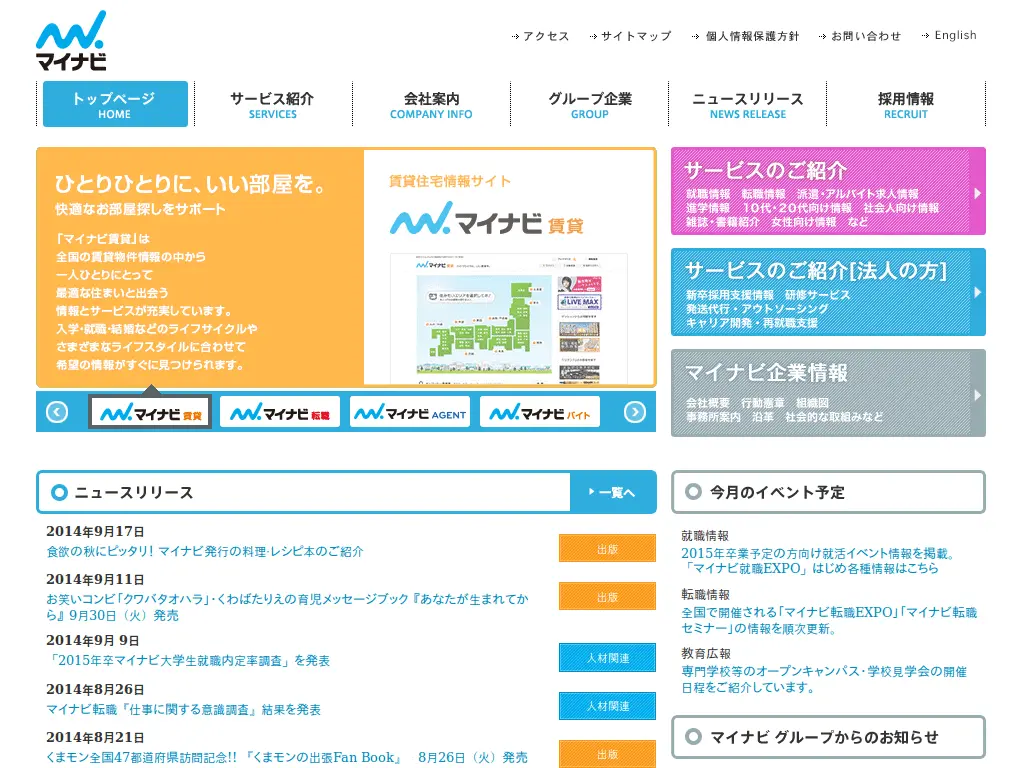 マイナビ
アクセス
サイトマップ
個人情報保護方針
お問い合わせ
English
トップページ
HOME
サービス紹介
SERVICES
会社案内
COMPANY INFO
グループ企業
GROUP
ニュースリリース
NEWS RELEASE
採用情報
RECRUIT
ひとりひとりに、いい部屋を。
快適なお部屋探しをサポート
「マイナビ賃貸」は
全国の賃貸物件情報の中から
一人ひとりにとって
最適な住まいと出会う
情報とサービスが充実しています。
入学・就職・結婚などのライフサイクルや
さまざまなライフスタイルに合わせて
希望の情報がすぐに見つけられます。
賃貸住宅情報サイト
マイナビ 賃貸
マイナビ 賃貸
LiVE MAX
マイナビ 賃貸
マイナビ 転職
マイナビ AGENT
マイナビ バイト
サービスのご紹介
就職情報 転職情報 派遣・アルバイト求人情報
進学情報 10代・20代向け情報 社会人向け情報
雑誌・書籍紹介 女性向け情報 など
サービスのご紹介[法人の方]
新卒採用支援情報 研修サービス
発送代行・アウトソーシング
キャリア開発・再就職支援
マイナビ企業情報
会社概要 行動憲章 組織図
事務所案内 沿革 社会的な取組みなど
ニュースリリース
一覧へ
2014年9月17日
食欲の秋にピッタリ! マイナビ発行の料理・レシピ本のご紹介
出版
2014年9月11日
お笑いコンビ「クワバタオハラ」・くわばたりえの育児メッセージブック『あなたが生まれてか
ら』9月30日（火）発売
出版
2014年9月 9日
「2015年卒マイナビ大学生就職内定率調査」を発表
人材関連
2014年8月26日
マイナビ転職『仕事に関する意識調査』結果を発表
人材関連
2014年8月21日
くまモン全国47都道府県訪問記念!! 『くまモンの出張Fan Book』 8月26日（火）発売
出版
今月のイベント予定
就職情報
2015年卒業予定の方向け就活イベント情報を掲載。
「マイナビ就職EXPO」はじめ各種情報はこちら
転職情報
全国で開催される「マイナビ転職EXPO」「マイナビ転職
セミナー」の情報を順次更新。
教育広報
専門学校等のオープンキャンパス・学校見学会の開催
日程をご紹介しています。
マイナビ グループからのお知らせ